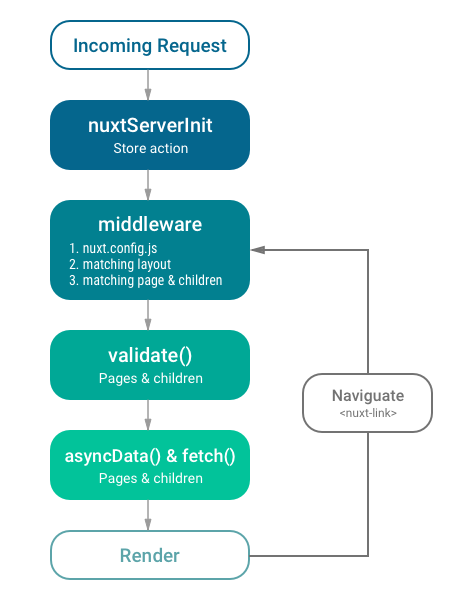 Incoming Request
nuxtServerInit
Store action
middleware
1. nuxt.config.js
2. matching layout
3. matching page & children
validate()
Pages & children
Naviguate
<nuxt-link>
asyncData() & fetch()
Pages & children
Render